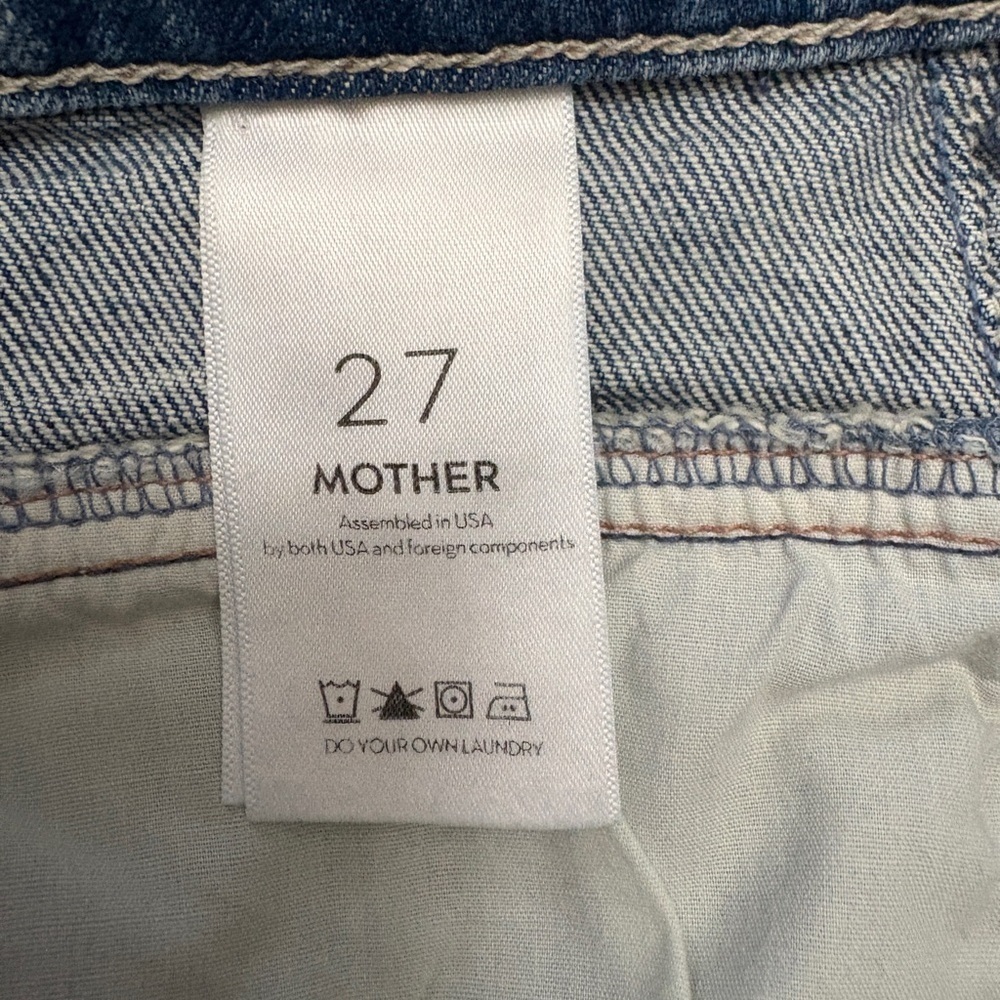 27
MOTHER
Assembled in USA
by both USA and foreign components
DO YOUR OWN LAUNDRY